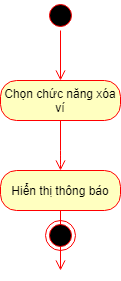 Chọn chức năng xóa
ví
Hiển thị thông báo